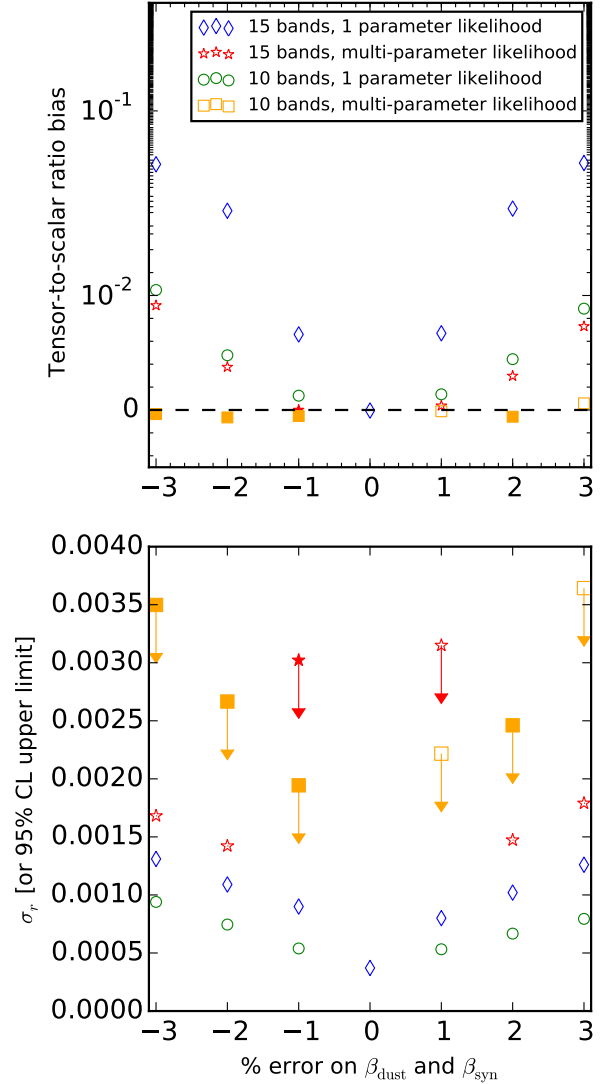 15 bands, 1 parameter likelihood
15 bands, multi-parameter likelihood
10 bands, 1 parameter likelihood
10 bands, multi-parameter likelihood
Tensor-to-scalar ratio bias
10⁻¹
10⁻²
0
−3 −2 −1 0 1 2 3
σᵣ [or 95% CL upper limit]
0.0040
0.0035
0.0030
0.0025
0.0020
0.0015
0.0010
0.0005
0.0000
−3 −2 −1 0 1 2 3
% error on β_dust and β_syn